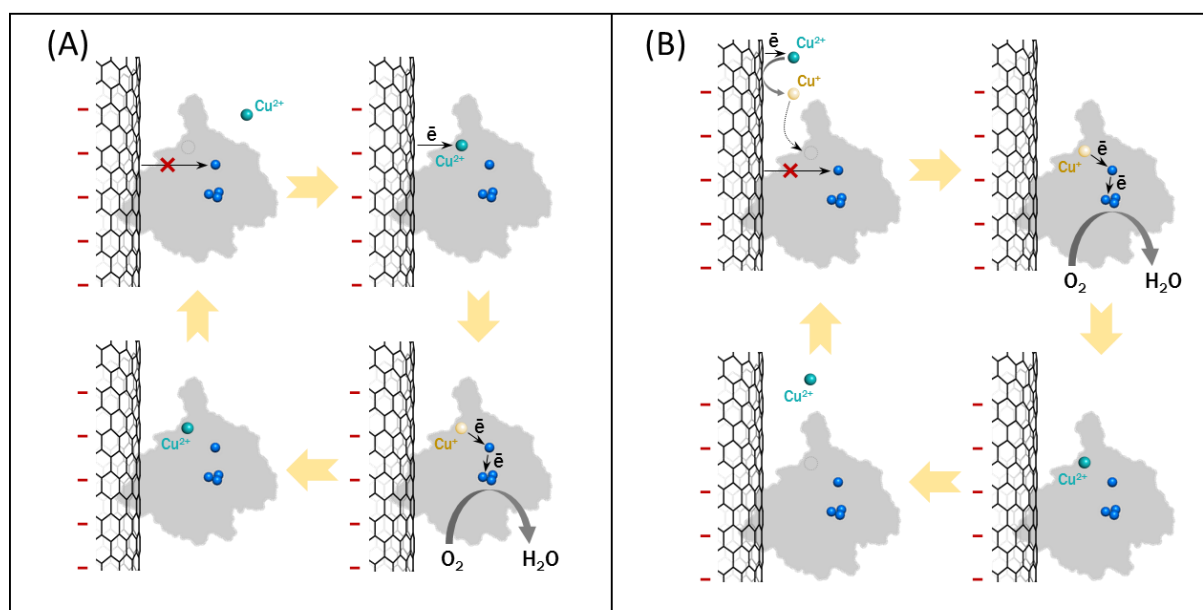 (A)
Cu²⁺
ē
Cu²⁺
Cu²⁺
Cu⁺
ē
ē
O₂
H₂O
(B)
ē
Cu²⁺
Cu⁺
Cu⁺
ē
ē
O₂
H₂O
Cu²⁺
Cu²⁺